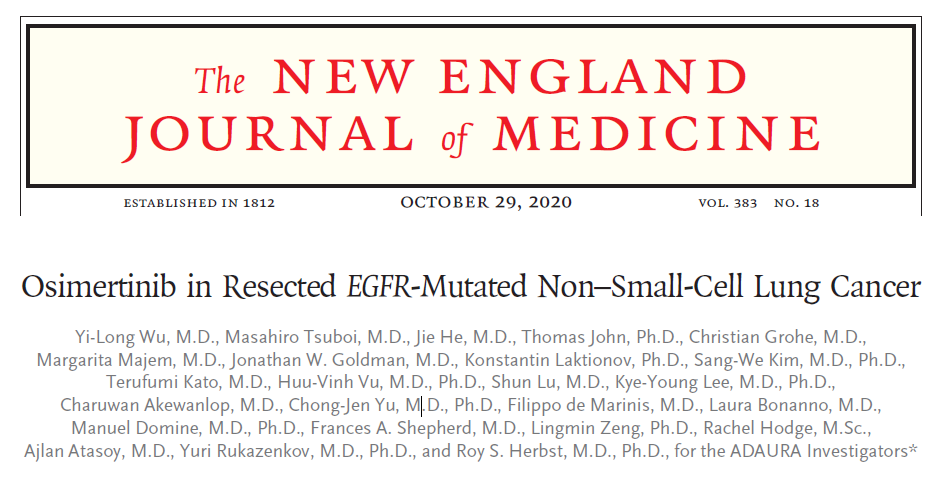 The NEW ENGLAND
JOURNAL of MEDICINE
ESTABLISHED IN 1812 OCTOBER 29, 2020 VOL. 383 NO. 18
Osimertinib in Resected EGFR-Mutated Non–Small-Cell Lung Cancer
Yi-Long Wu, M.D., Masahiro Tsuboi, M.D., Jie He, M.D., Thomas John, Ph.D., Christian Grohe, M.D.,
Margarita Majem, M.D., Jonathan W. Goldman, M.D., Konstantin Laktionov, Ph.D., Sang-We Kim, M.D., Ph.D.,
Terufumi Kato, M.D., Huu-Vinh Vu, M.D., Ph.D., Shun Lu, M.D., Kye-Young Lee, M.D., Ph.D.,
Charuwan Akewanlop, M.D., Chong-Jen Yu, M.D., Ph.D., Filippo de Marinis, M.D., Laura Bonanno, M.D.,
Manuel Domine, M.D., Ph.D., Frances A. Shepherd, M.D., Lingmin Zeng, Ph.D., Rachel Hodge, M.Sc.,
Ajlan Atasoy, M.D., Yuri Rukazenkov, M.D., Ph.D., and Roy S. Herbst, M.D., Ph.D., for the ADAURA Investigators*